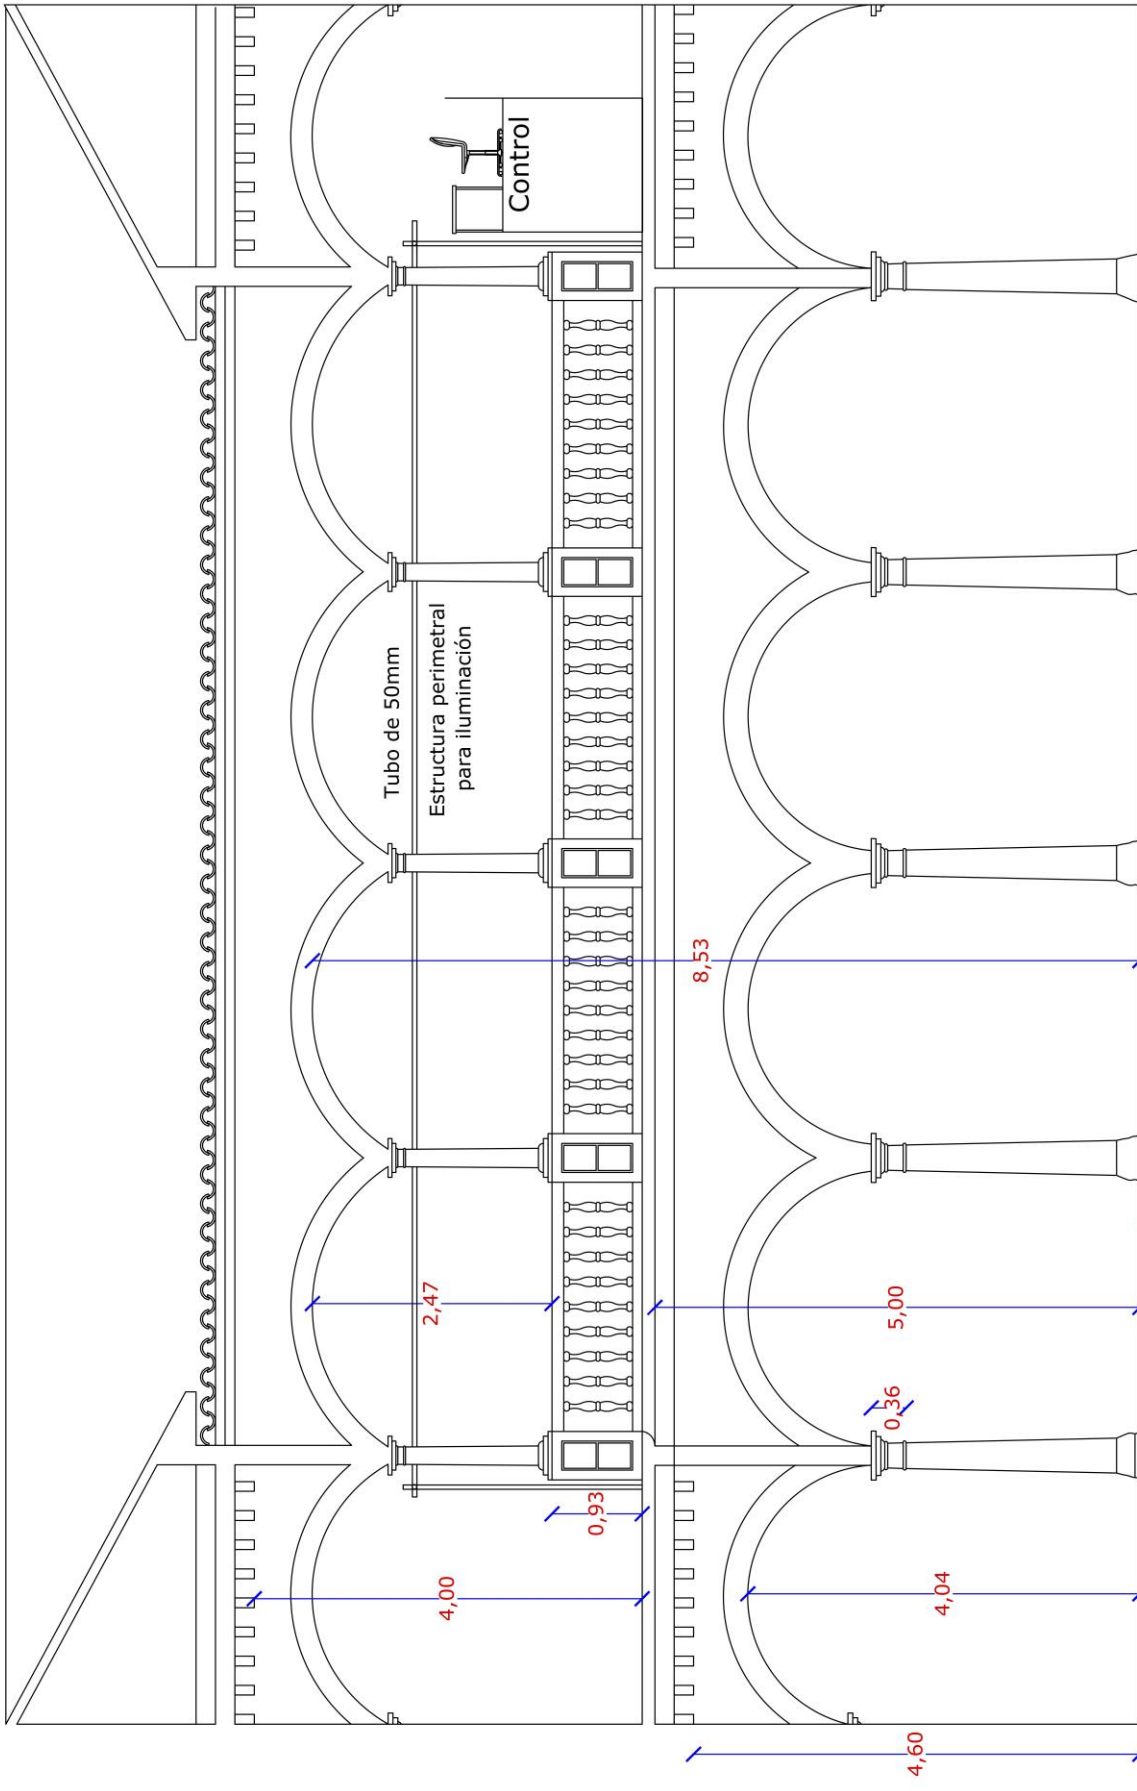 Control
Tubo de 50mm
Estructura perimetral
para iluminación
8,53
2,47
5,00
0,36
0,93
4,00
4,04
4,60